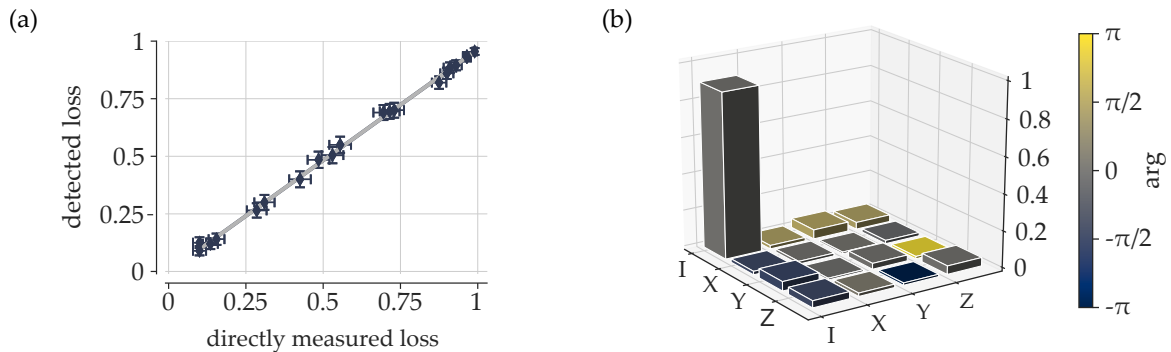 (a)
detected loss
1
0.75
0.5
0.25
0
0 0.25 0.5 0.75 1
directly measured loss
(b)
1
0.8
0.6
0.4
0.2
0
I X Y Z
I X Y Z
π
π/2
0
-π/2
-π
arg